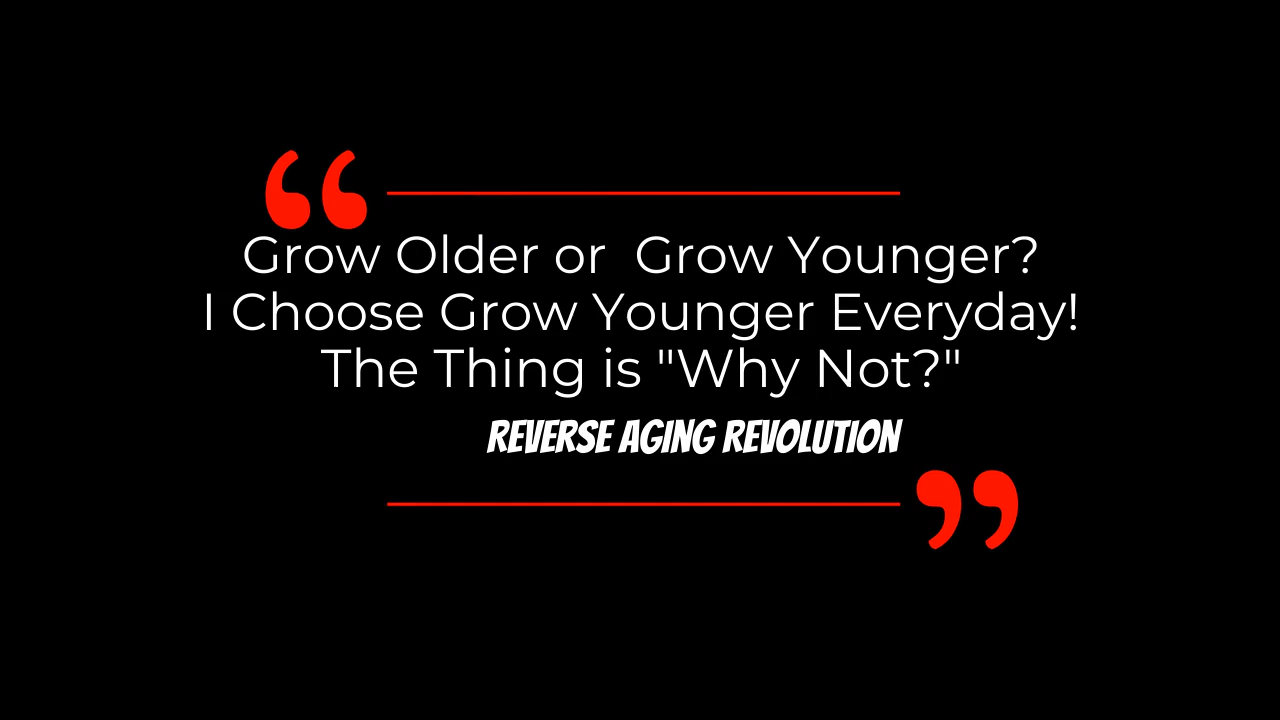 Grow Older or  Grow Younger?
I Choose Grow Younger Everyday!
The Thing is "Why Not?"
REVERSE AGING REVOLUTION